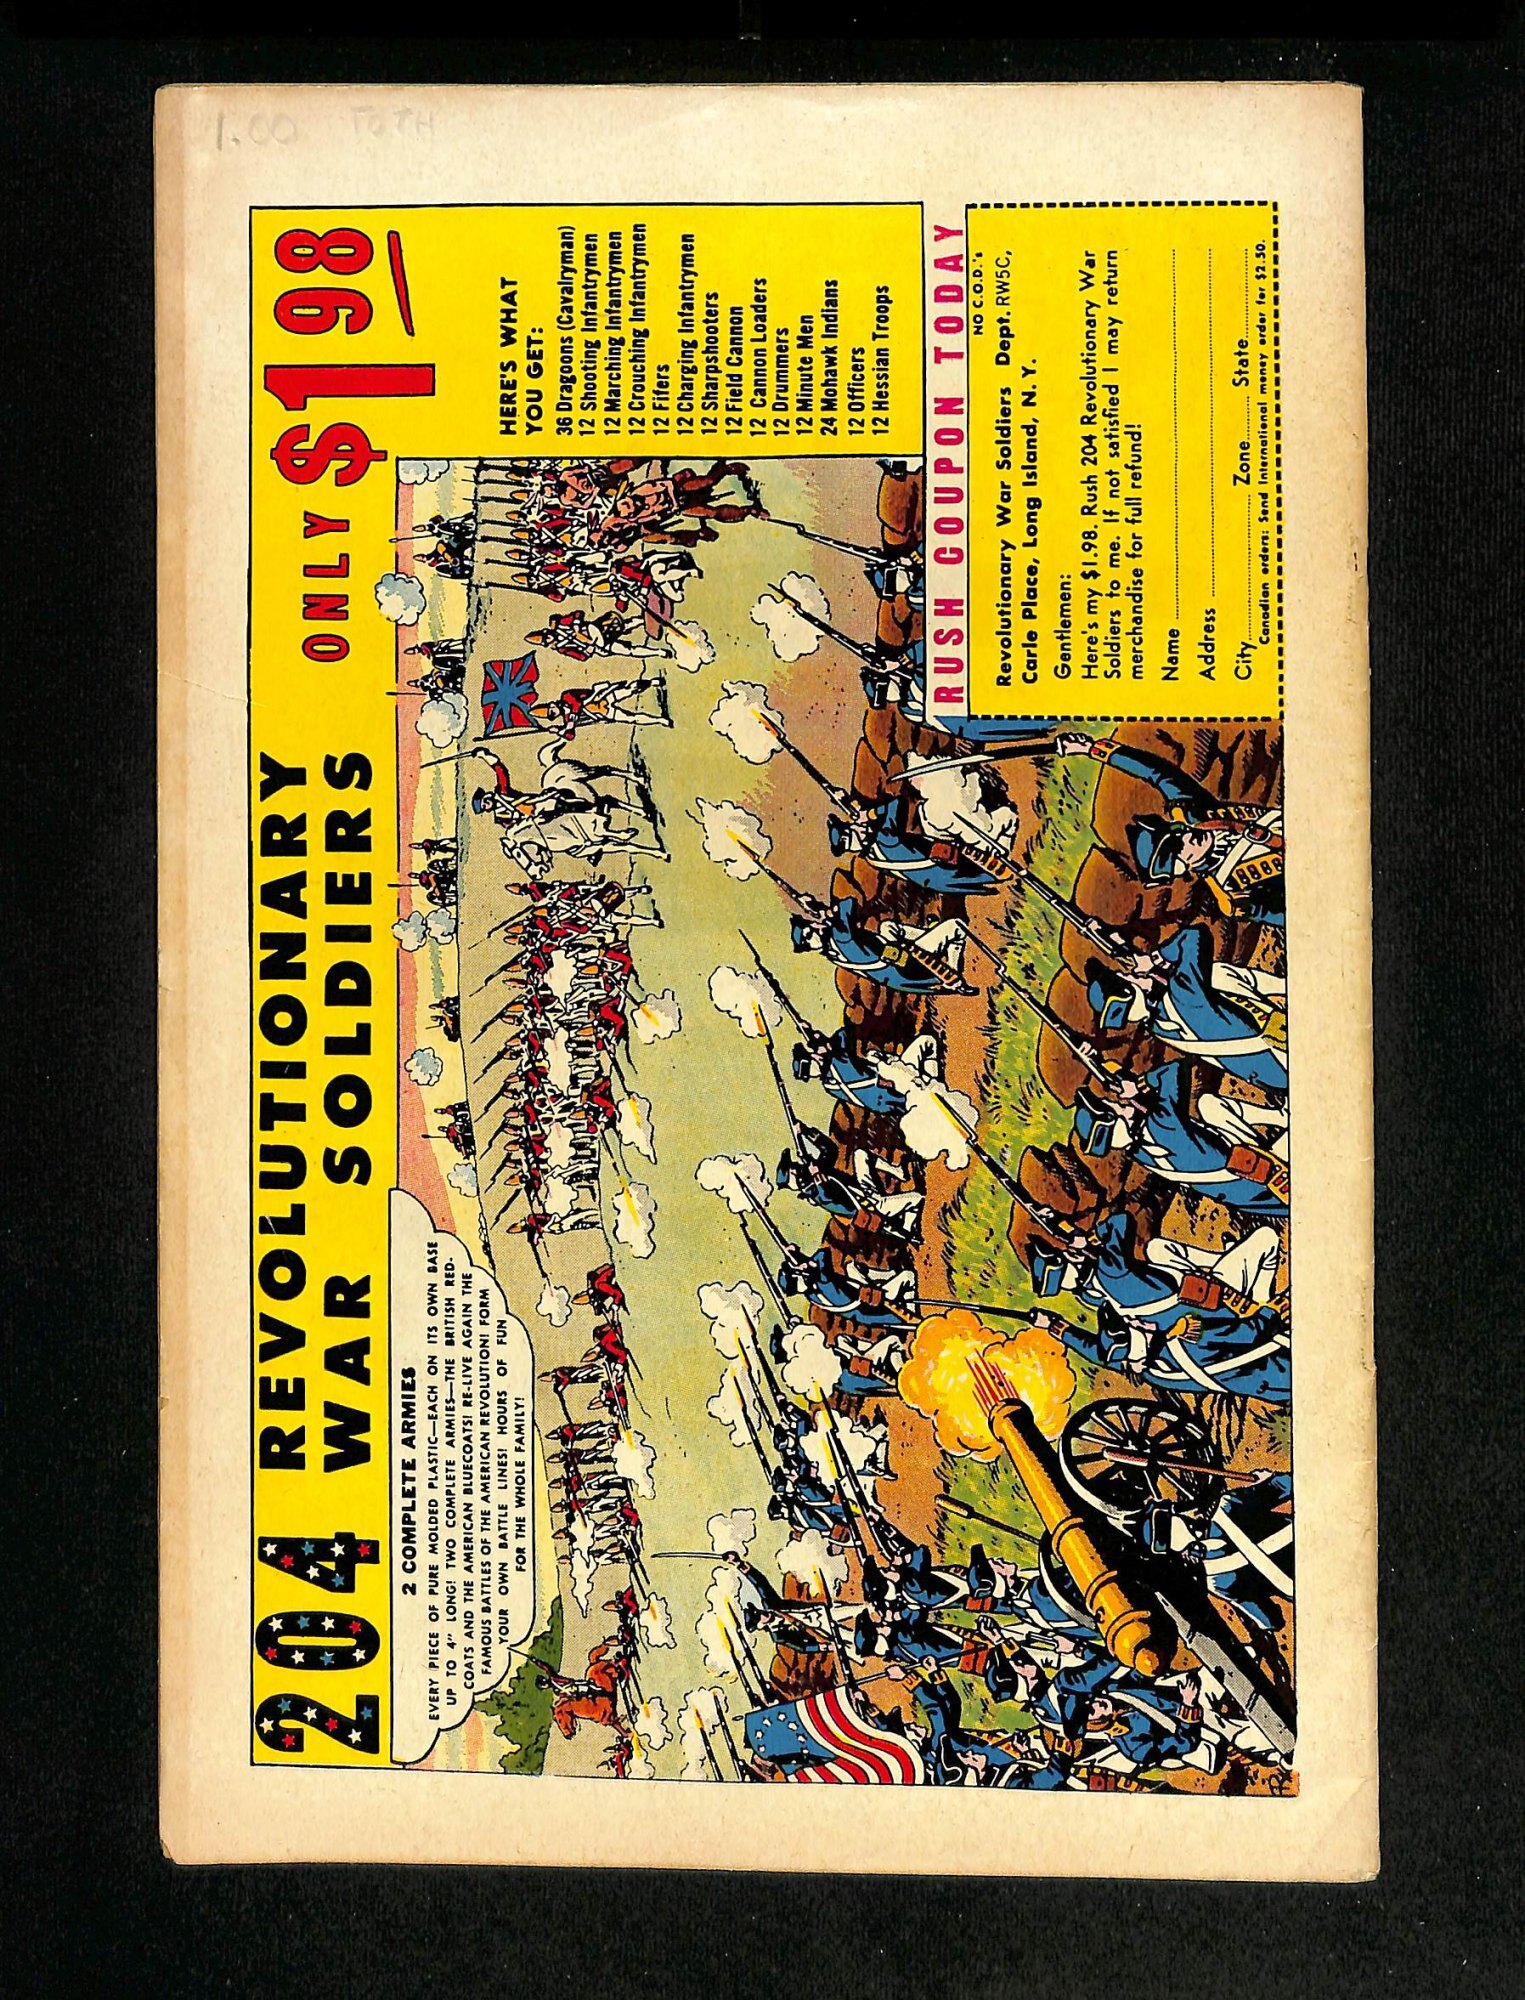 1.00 TOTH
204 REVOLUTIONARY
WAR SOLDIERS
ONLY $198
2 COMPLETE ARMIES
EVERY PIECE OF PURE MOLDED PLASTIC—EACH ON ITS OWN BASE
UP TO 4" LONG! TWO COMPLETE ARMIES—THE BRITISH RED-
COATS AND THE AMERICAN BLUECOATS! RE-LIVE AGAIN THE
FAMOUS BATTLES OF THE AMERICAN REVOLUTION! FORM
YOUR OWN BATTLE LINES! HOURS OF FUN
FOR THE WHOLE FAMILY!
HERE'S WHAT
YOU GET:
36 Dragoons (Cavalryman)
12 Shooting Infantrymen
12 Marching Infantrymen
12 Crouching Infantrymen
12 Fifers
12 Charging Infantrymen
12 Sharpshooters
12 Field Cannon
12 Cannon Loaders
12 Drummers
12 Minute Men
24 Mohawk Indians
12 Officers
12 Hessian Troops
RUSH COUPON TODAY
NO C.O.D.'s
Revolutionary War Soldiers Dept. RW5C,
Carle Place, Long Island, N. Y.
Gentlemen:
Here's my $1.98. Rush 204 Revolutionary War
Soldiers to me. If not satisfied I may return
merchandise for full refund!
Name
Address
City Zone State
Canadian orders: Send International money order for $2.50.